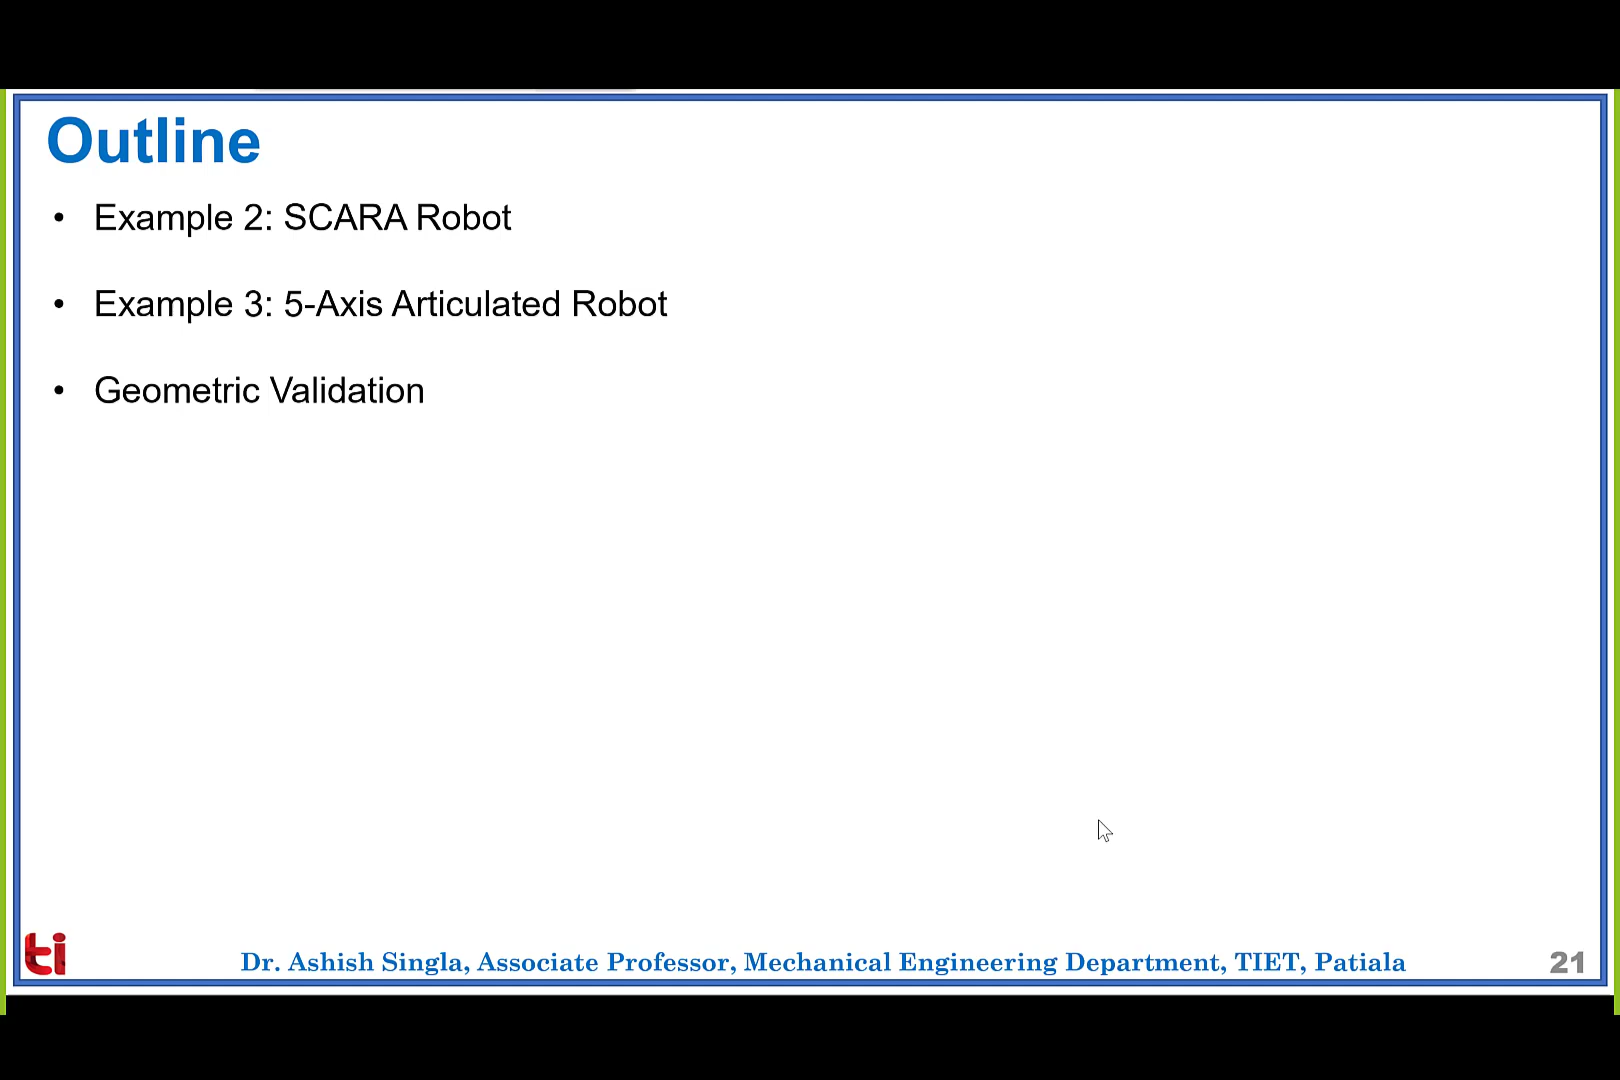 Outline
• Example 2: SCARA Robot
• Example 3: 5-Axis Articulated Robot
• Geometric Validation
ti
Dr. Ashish Singla, Associate Professor, Mechanical Engineering Department, TIET, Patiala
21